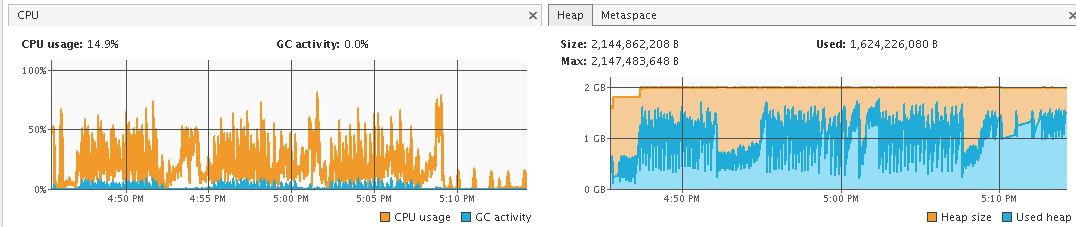 CPU
CPU usage: 14.9% GC activity: 0.0%
100%
50%
0%
4:50 PM 4:55 PM 5:00 PM 5:05 PM 5:10 PM
CPU usage GC activity
Heap Metaspace
Size: 2,144,862,208 B Used: 1,624,226,080 B
Max: 2,147,483,648 B
2 GB
1 GB
0 GB
4:50 PM 5:00 PM 5:10 PM
Heap size Used heap